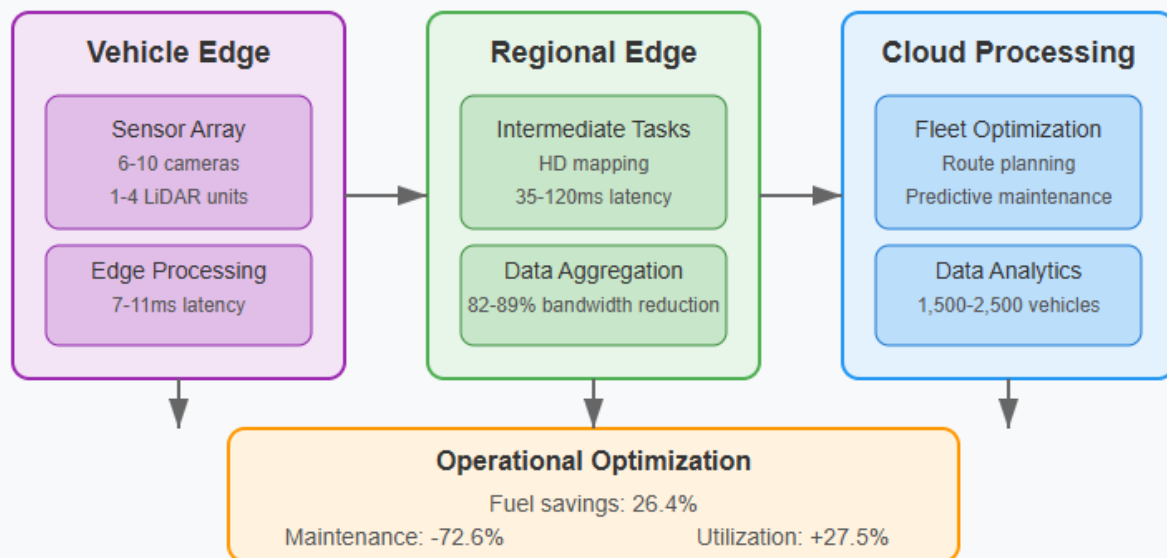 Vehicle Edge
Sensor Array
6-10 cameras
1-4 LiDAR units
Edge Processing
7-11ms latency
Regional Edge
Intermediate Tasks
HD mapping
35-120ms latency
Data Aggregation
82-89% bandwidth reduction
Cloud Processing
Fleet Optimization
Route planning
Predictive maintenance
Data Analytics
1,500-2,500 vehicles
Operational Optimization
Fuel savings: 26.4%
Maintenance: -72.6%
Utilization: +27.5%